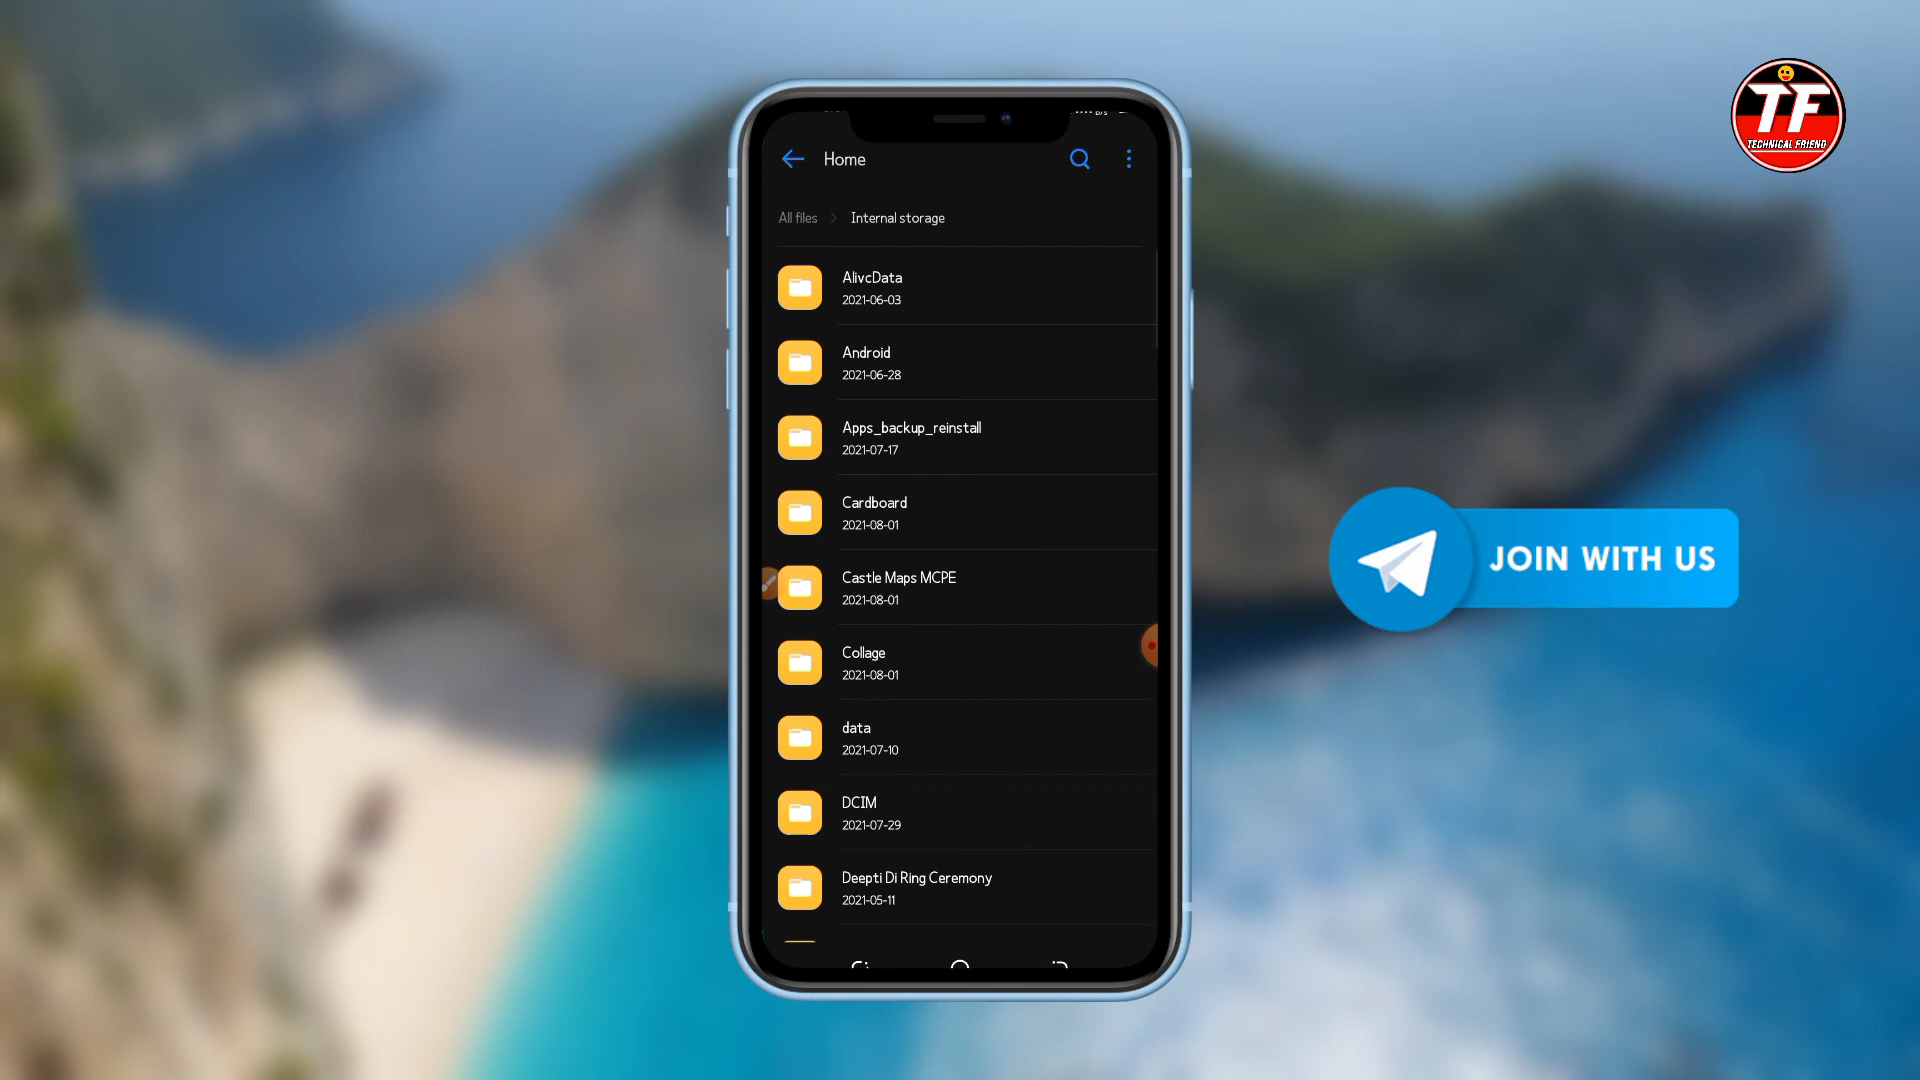 TF
TECHNICAL FRIEND
Home
All files
Internal storage
AlivcData
2021-06-03
Android
2021-06-28
Apps_backup_reinstall
2021-07-17
Cardboard
2021-08-01
Castle Maps MCPE
2021-08-01
Collage
2021-08-01
data
2021-07-10
DCIM
2021-07-29
Deepti Di Ring Ceremony
2021-05-11
JOIN WITH US